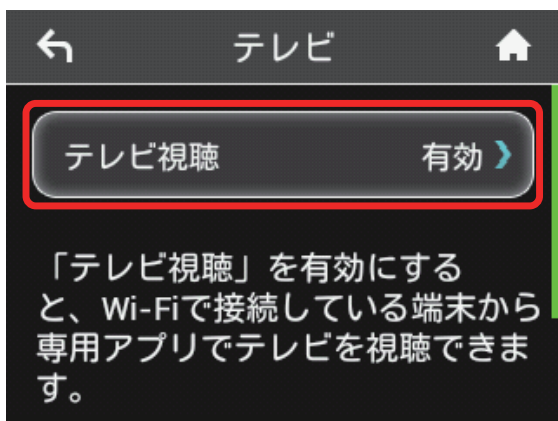 テレビ
テレビ視聴 有効
「テレビ視聴」を有効にする
と、Wi-Fiで接続している端末から
専用アプリでテレビを視聴できま
す。